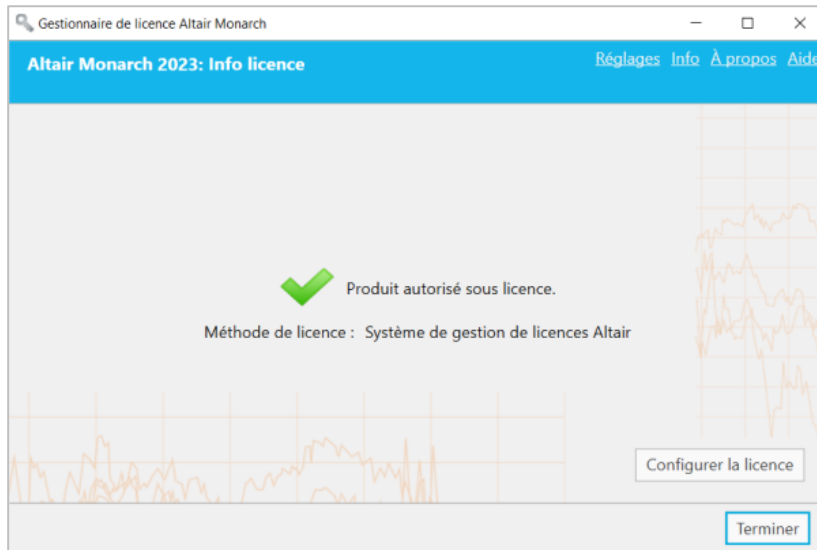 Gestionnaire de licence Altair Monarch
Altair Monarch 2023: Info licence
Réglages Info À propos Aide
Produit autorisé sous licence.
Méthode de licence : Système de gestion de licences Altair
Configurer la licence
Terminer